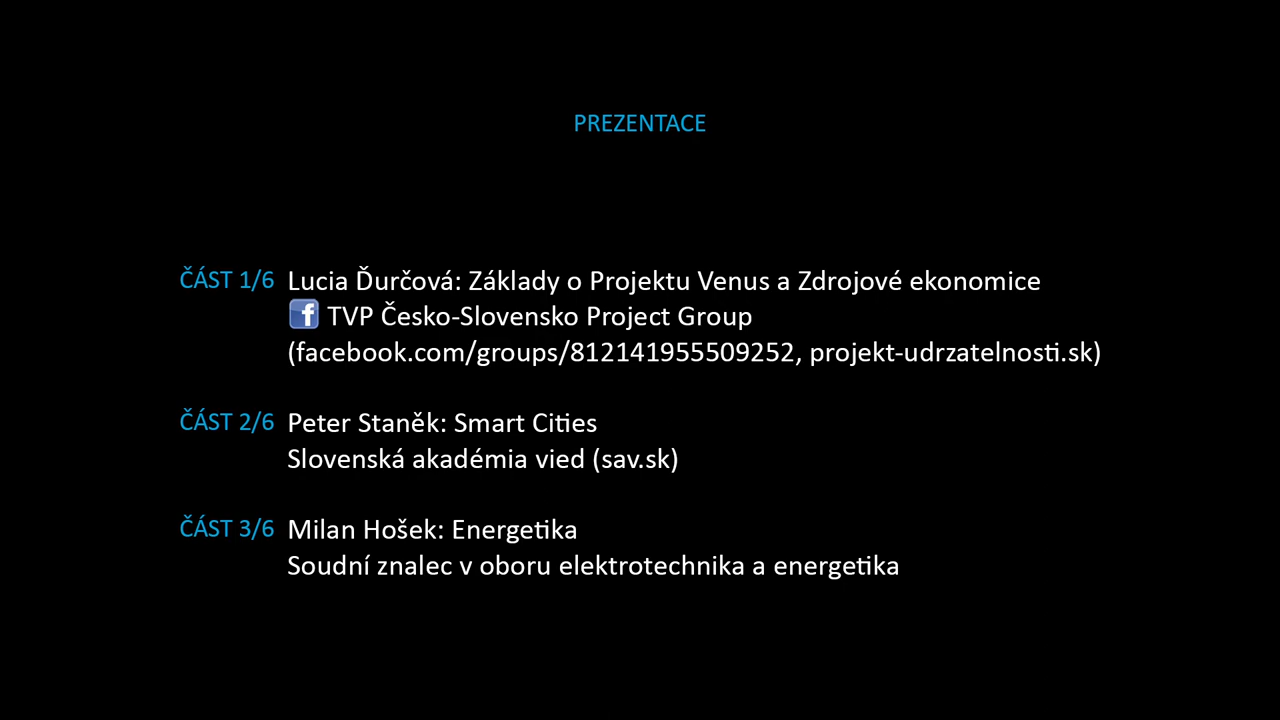 PREZENTACE
ČÁST 1/6 Lucia Ďurčová: Základy o Projektu Venus a Zdrojové ekonomice
f TVP Česko-Slovensko Project Group
(facebook.com/groups/812141955509252, projekt-udrzatelnosti.sk)
ČÁST 2/6 Peter Staněk: Smart Cities
Slovenská akadémia vied (sav.sk)
ČÁST 3/6 Milan Hošek: Energetika
Soudní znalec v oboru elektrotechnika a energetika